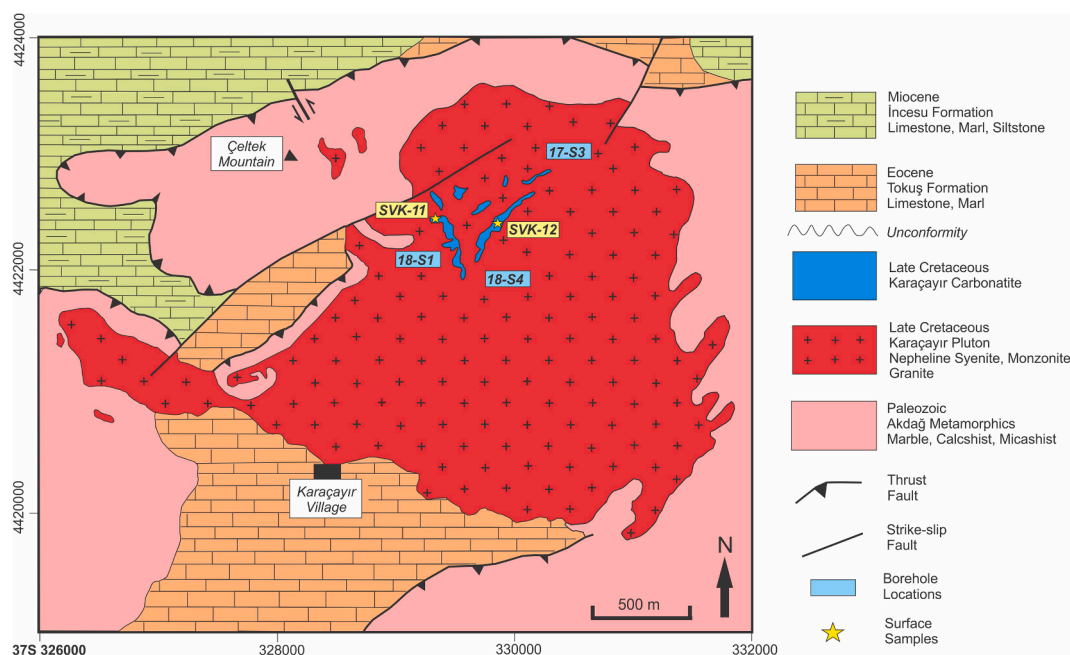 4424000
4422000
4420000
37S 326000
328000
330000
332000
Çeltek
Mountain
17-S3
SVK-11
SVK-12
18-S1
18-S4
Karaçayır
Village
N
500 m
Miocene
İncesu Formation
Limestone, Marl, Siltstone
Eocene
Tokuş Formation
Limestone, Marl
Unconformity
Late Cretaceous
Karaçayır Carbonatite
Late Cretaceous
Karaçayır Pluton
Nepheline Syenite, Monzonite
Granite
Paleozoic
Akdağ Metamorphics
Marble, Calcshist, Micashist
Thrust
Fault
Strike-slip
Fault
Borehole
Locations
Surface
Samples